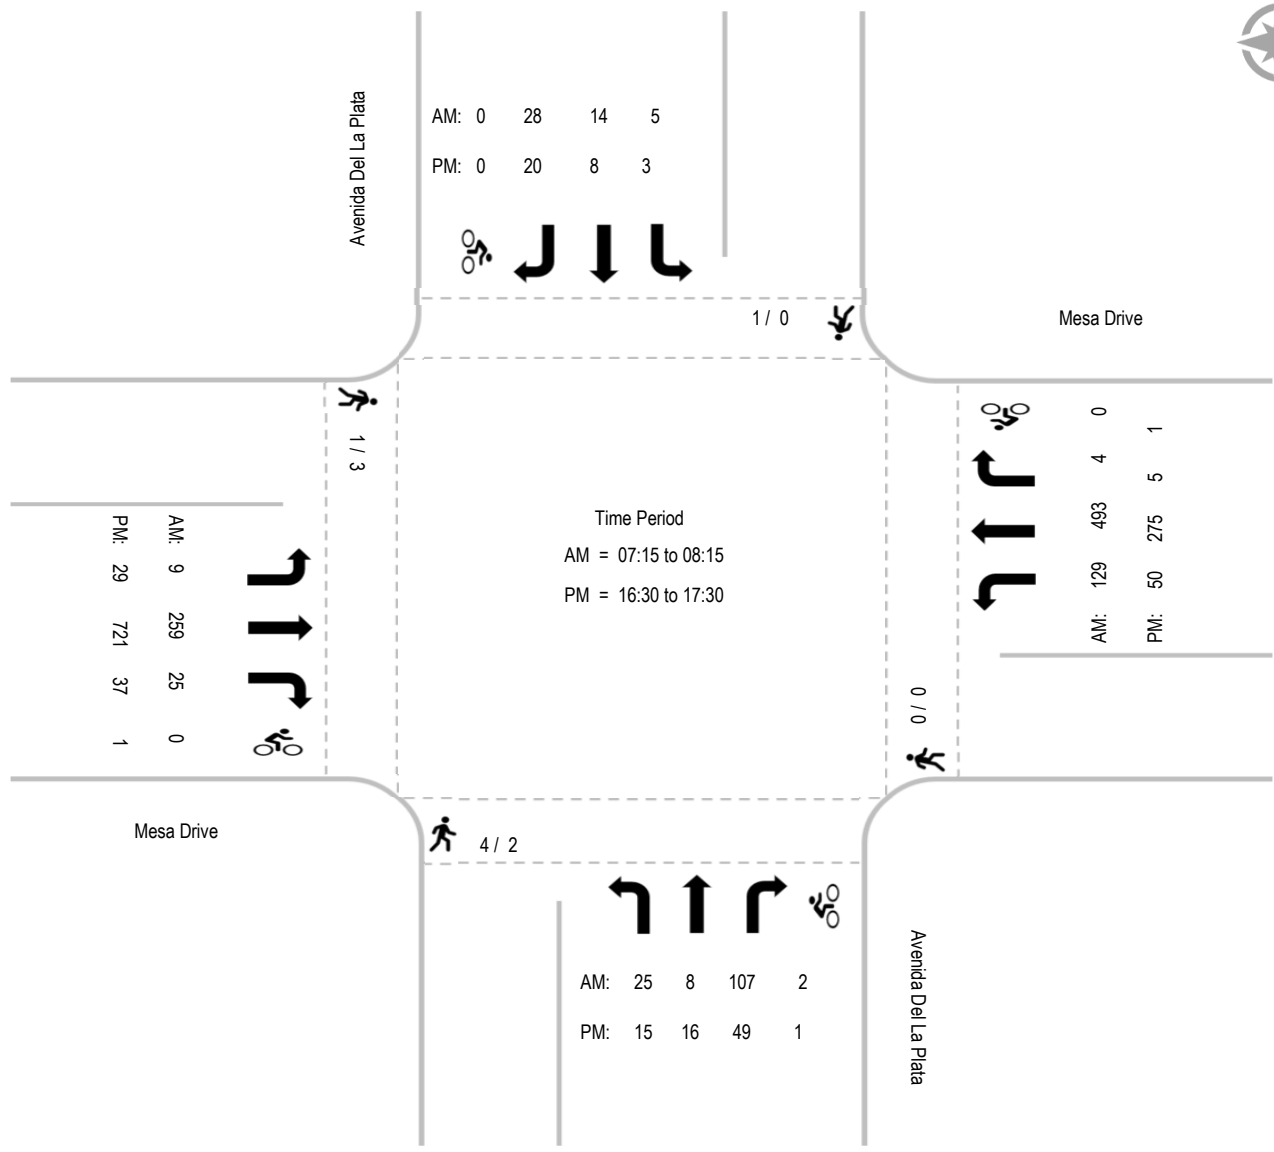 Avenida Del La Plata
AM: 0 28 14 5
PM: 0 20 8 3
1 / 0
Mesa Drive
1 / 3
AM: 129 493 4 0
PM: 50 275 5 1
Time Period
AM = 07:15 to 08:15
PM = 16:30 to 17:30
AM: 9 259 25 0
PM: 29 721 37 1
0 / 0
Mesa Drive
4 / 2
AM: 25 8 107 2
PM: 15 16 49 1
Avenida Del La Plata